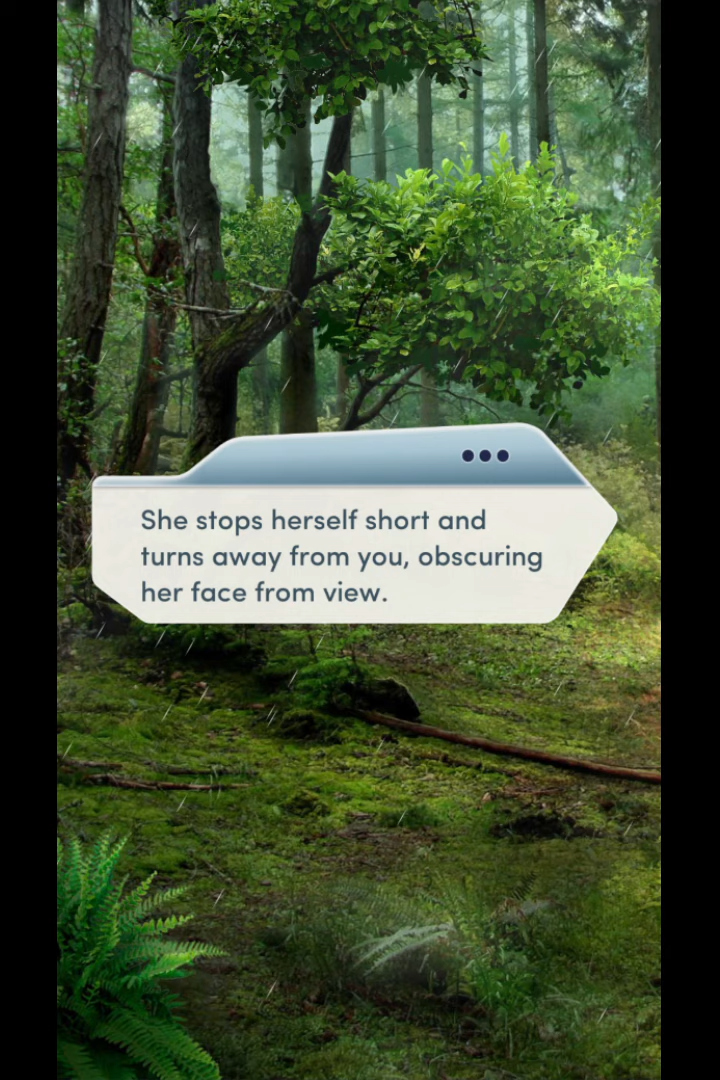 She stops herself short and
turns away from you, obscuring
her face from view.